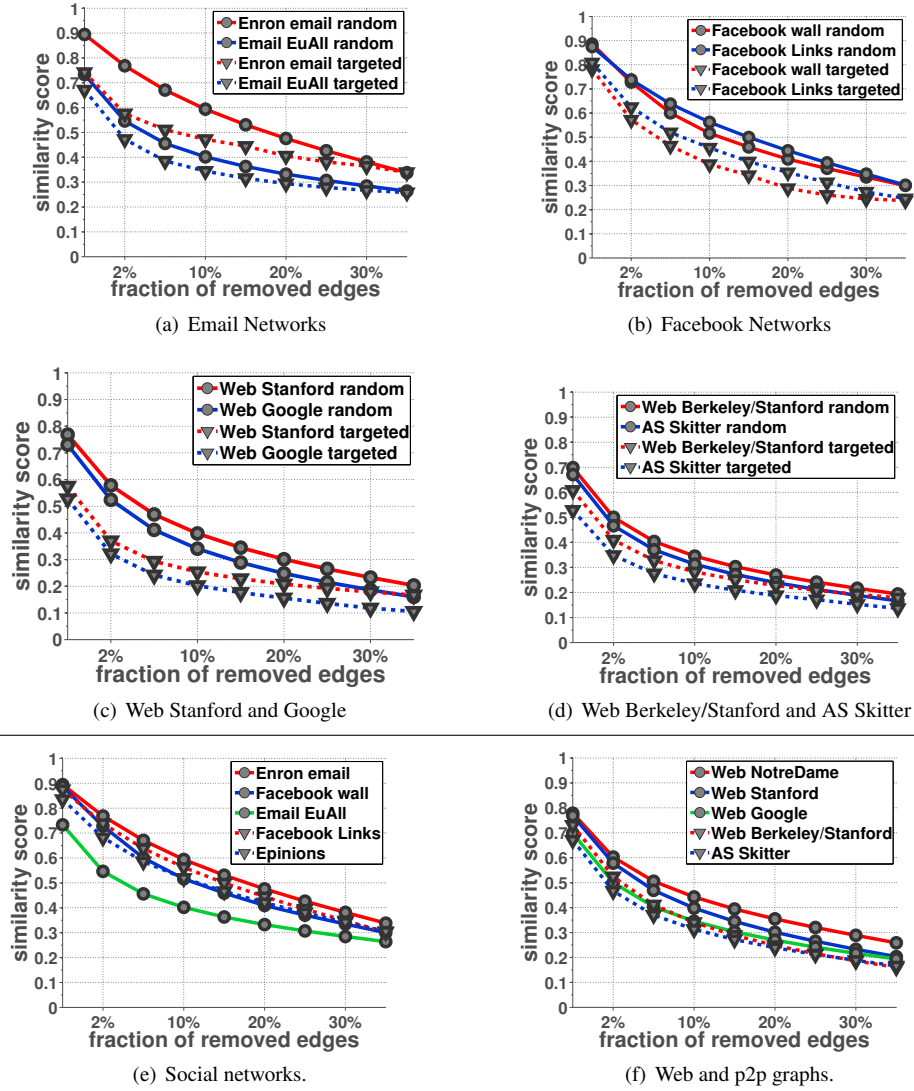 similarity score
1
0.9
0.8
0.7
0.6
0.5
0.4
0.3
0.2
0.1
0
Enron email random
Email EuAll random
Enron email targeted
Email EuAll targeted
2% 10% 20% 30%
fraction of removed edges
(a) Email Networks
similarity score
1
0.9
0.8
0.7
0.6
0.5
0.4
0.3
0.2
0.1
0
Facebook wall random
Facebook Links random
Facebook wall targeted
Facebook Links targeted
2% 10% 20% 30%
fraction of removed edges
(b) Facebook Networks
similarity score
1
0.9
0.8
0.7
0.6
0.5
0.4
0.3
0.2
0.1
0
Web Stanford random
Web Google random
Web Stanford targeted
Web Google targeted
2% 10% 20% 30%
fraction of removed edges
(c) Web Stanford and Google
similarity score
1
0.9
0.8
0.7
0.6
0.5
0.4
0.3
0.2
0.1
0
Web Berkeley/Stanford random
AS Skitter random
Web Berkeley/Stanford targeted
AS Skitter targeted
2% 10% 20% 30%
fraction of removed edges
(d) Web Berkeley/Stanford and AS Skitter
similarity score
1
0.9
0.8
0.7
0.6
0.5
0.4
0.3
0.2
0.1
0
Enron email
Facebook wall
Email EuAll
Facebook Links
Epinions
2% 10% 20% 30%
fraction of removed edges
(e) Social networks.
similarity score
1
0.9
0.8
0.7
0.6
0.5
0.4
0.3
0.2
0.1
0
Web NotreDame
Web Stanford
Web Google
Web Berkeley/Stanford
AS Skitter
2% 10% 20% 30%
fraction of removed edges
(f) Web and p2p graphs.